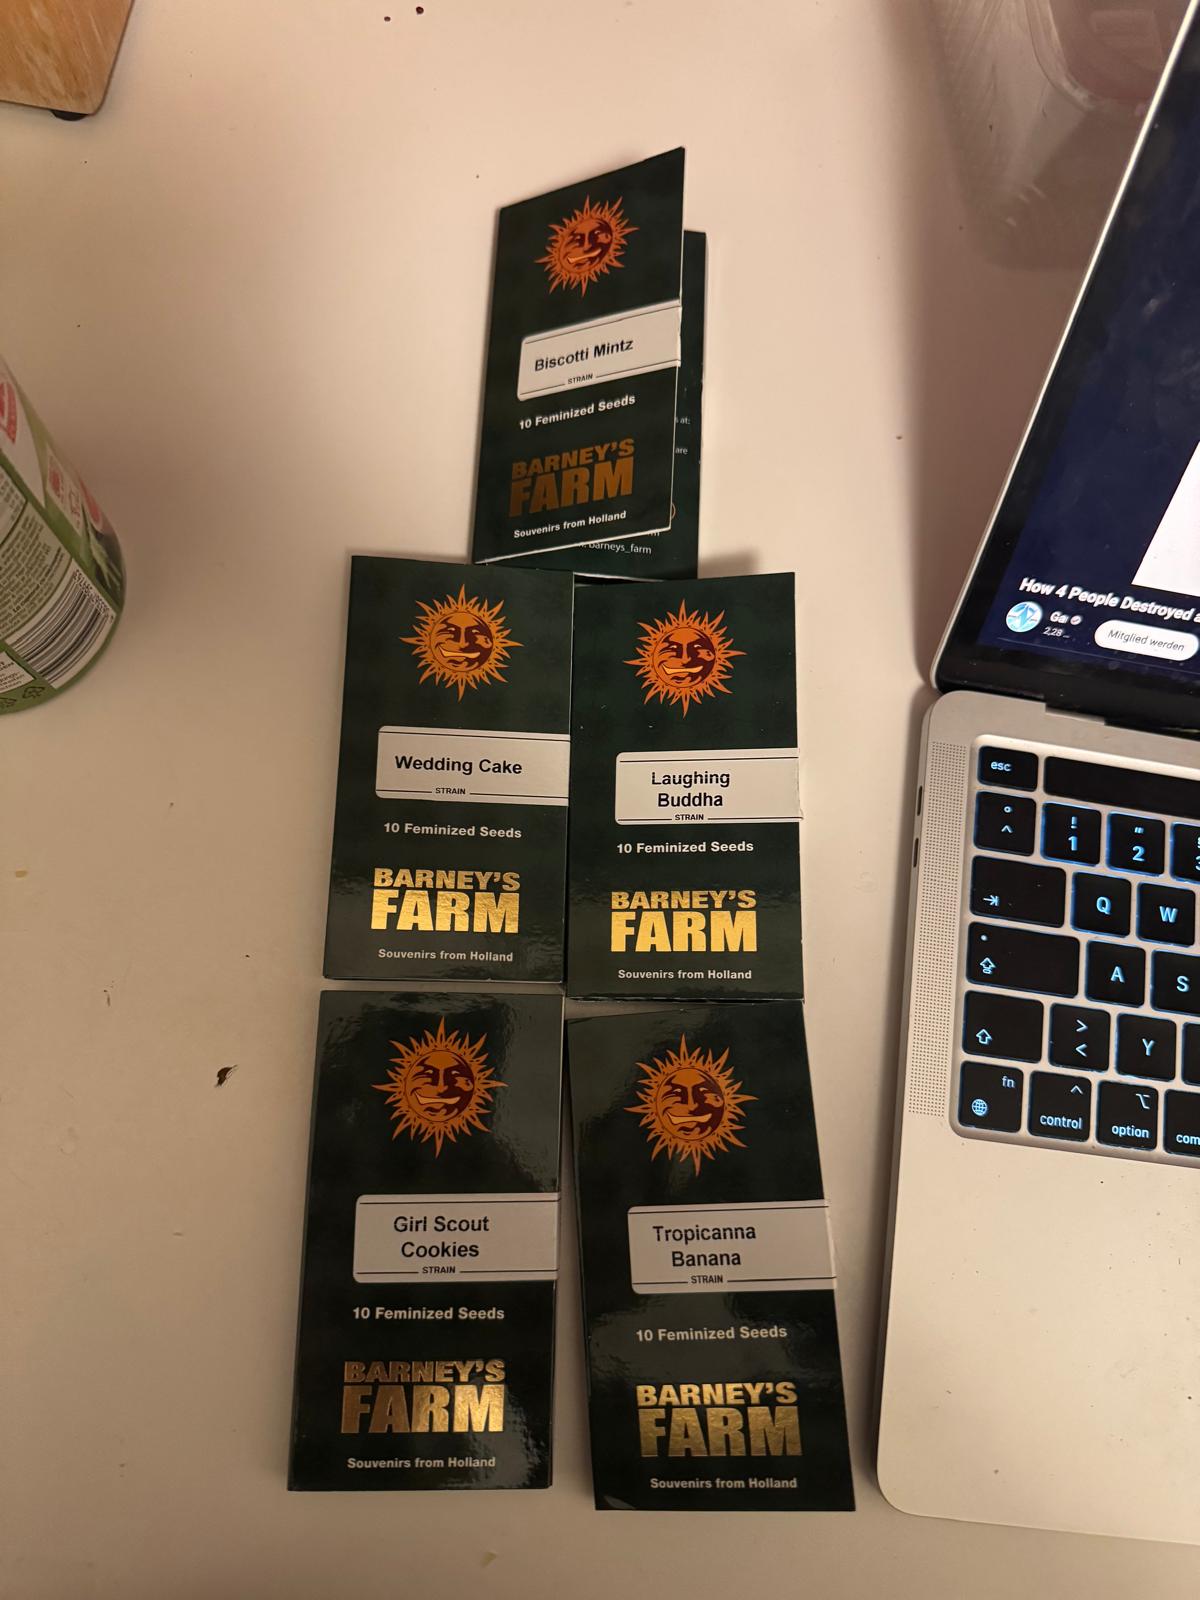 Biscotti Mintz
STRAIN
10 Feminized Seeds
BARNEY'S
FARM
Souvenirs from Holland
at:
are
barneys_farm
Wedding Cake
STRAIN
10 Feminized Seeds
BARNEY'S
FARM
Souvenirs from Holland
Laughing
Buddha
STRAIN
10 Feminized Seeds
BARNEY'S
FARM
Souvenirs from Holland
Girl Scout
Cookies
STRAIN
10 Feminized Seeds
BARNEY'S
FARM
Souvenirs from Holland
Tropicanna
Banana
STRAIN
10 Feminized Seeds
BARNEY'S
FARM
Souvenirs from Holland
How 4 People Destroyed a
Mitglied werden
esc
! "
1 2
Q W
A S
> <
Y
fn
control option com